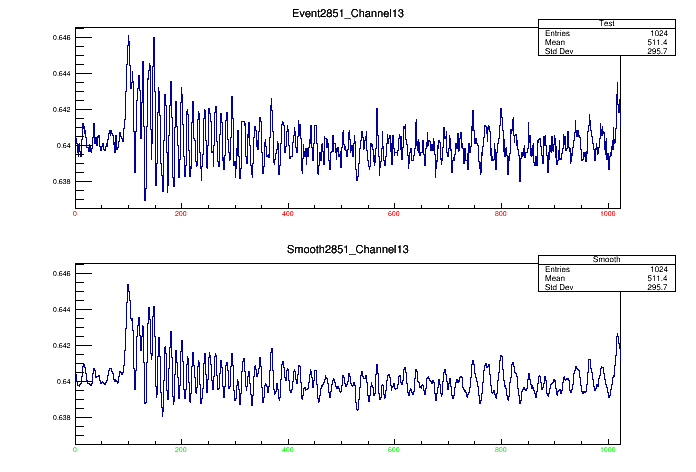 Event2851_Channel13
Test
Entries 1024
Mean 511.4
Std Dev 295.7
0.646
0.644
0.642
0.64
0.638
0 200 400 600 800 1000
Smooth2851_Channel13
Smooth
Entries 1024
Mean 511.4
Std Dev 295.7
0.646
0.644
0.642
0.64
0.638
0 200 400 600 800 1000